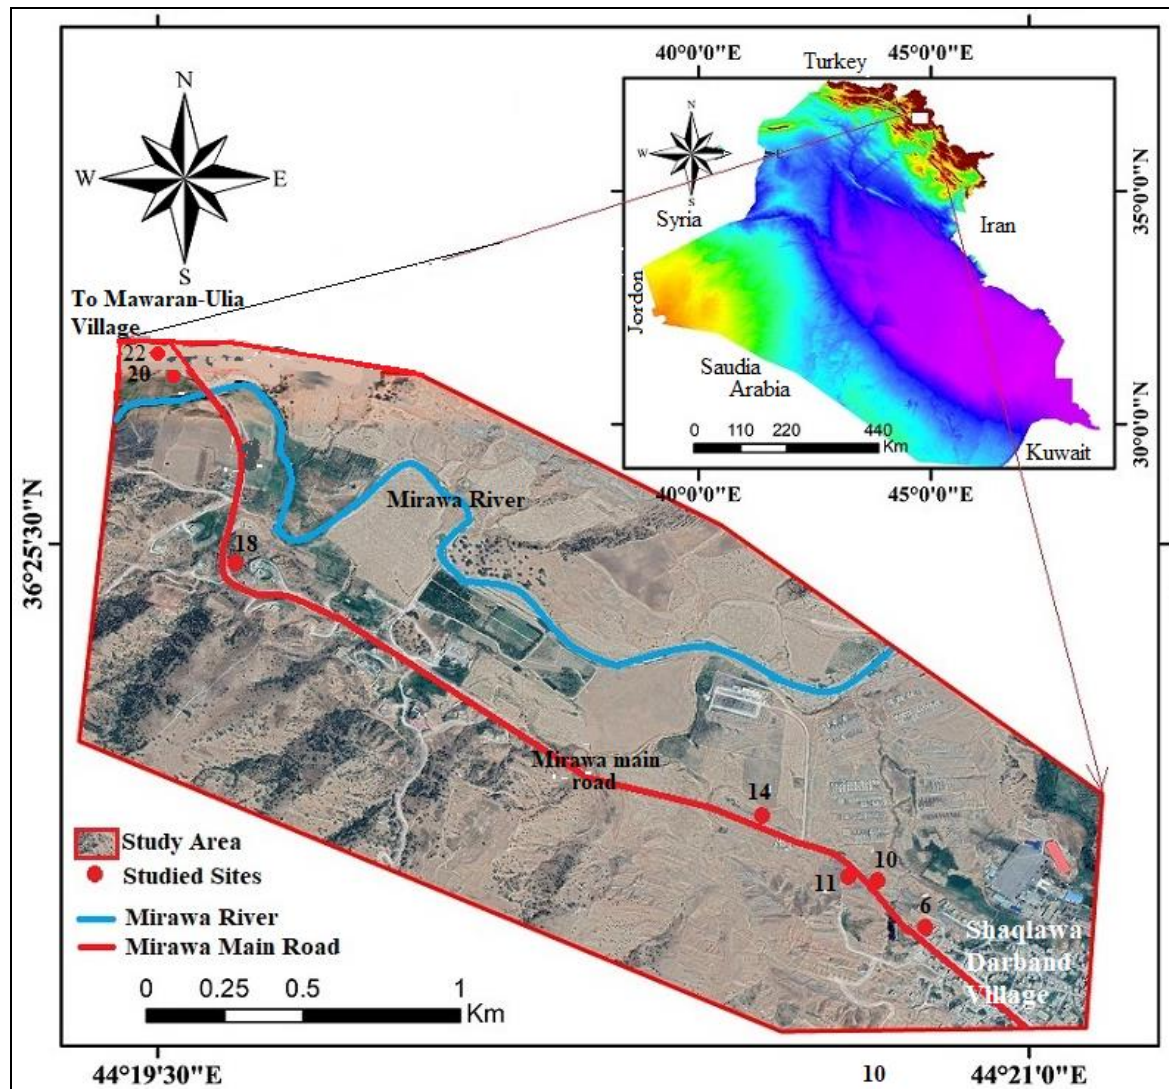 40°0'0"E
45°0'0"E
Turkey
N
W
E
S
N
W
E
S
35°0'0"N
Syria
Iran
Jordon
Saudia
Arabia
0 110 220 440
Km
Kuwait
30°0'0"N
40°0'0"E
45°0'0"E
To Mawaran-Ulia
Village
22
20
Mirawa River
36°25'30"N
18
Mirawa main
road
14
10
11
6
Shaqlawa
Darband
Village
Study Area
Studied Sites
Mirawa River
Mirawa Main Road
0 0.25 0.5 1
Km
44°19'30"E
10
44°21'0"E